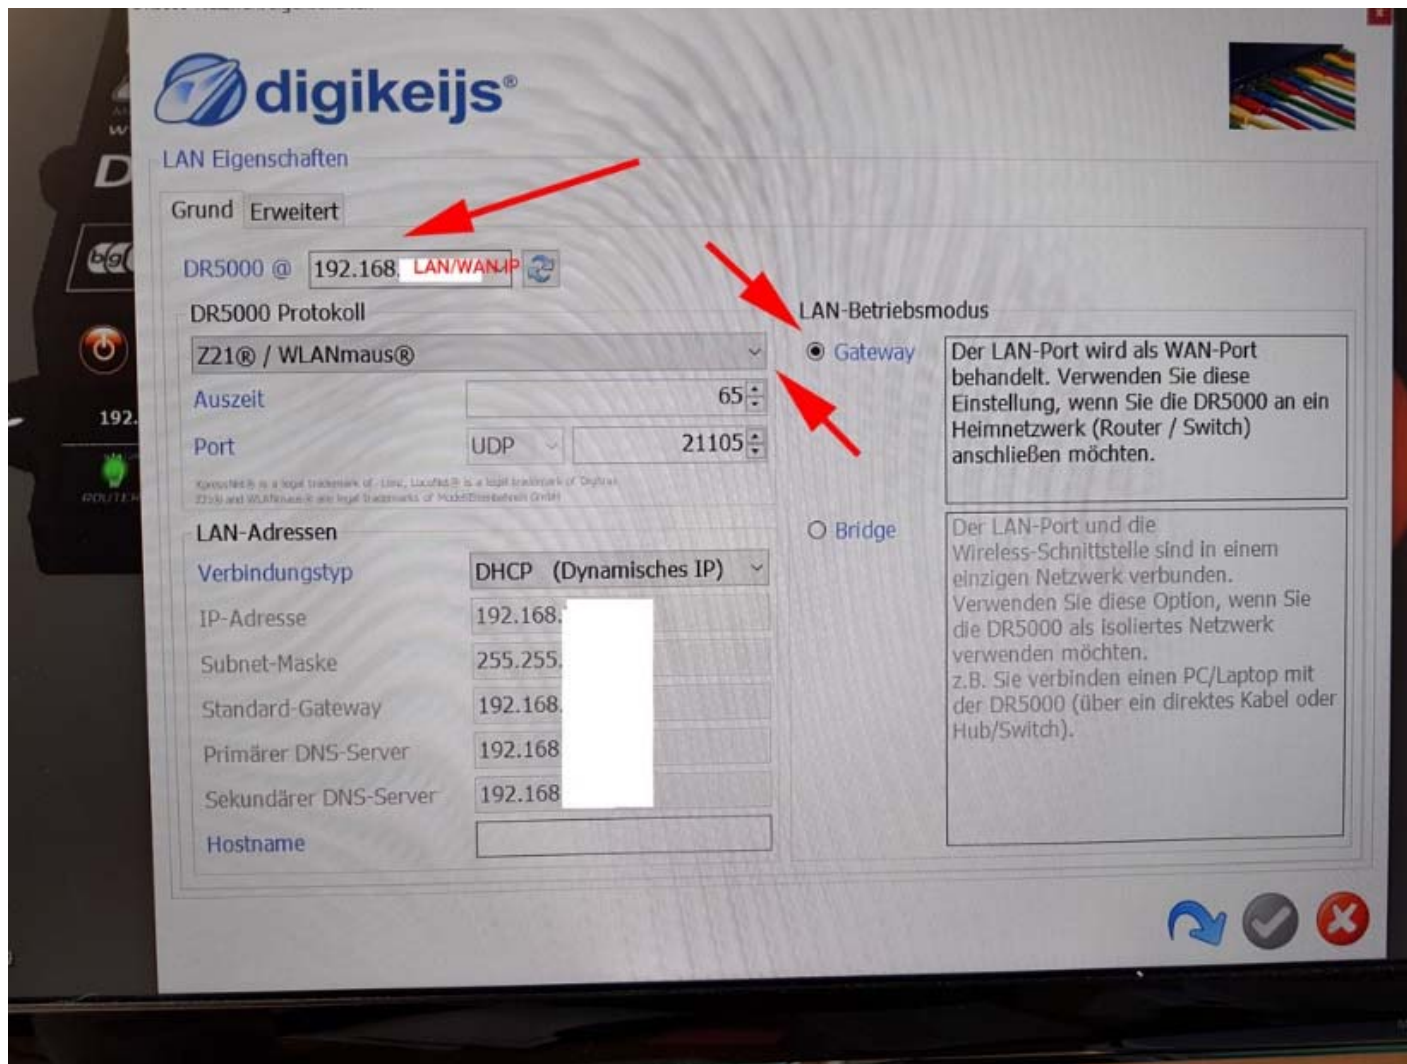 digikeijs®
LAN Eigenschaften
Grund Erweitert
DR5000 @ 192.168. LAN/WAN-IP
DR5000 Protokoll
Z21® / WLANmaus®
Auszeit 65
Port UDP 21105
LAN-Adressen
Verbindungstyp DHCP (Dynamisches IP)
IP-Adresse 192.168.
Subnet-Maske 255.255.
Standard-Gateway 192.168.
Primärer DNS-Server 192.168
Sekundärer DNS-Server 192.168
Hostname
LAN-Betriebsmodus
Gateway
Der LAN-Port wird als WAN-Port
behandelt. Verwenden Sie diese
Einstellung, wenn Sie die DR5000 an ein
Heimnetzwerk (Router / Switch)
anschließen möchten.
Bridge
Der LAN-Port und die
Wireless-Schnittstelle sind in einem
einzigen Netzwerk verbunden.
Verwenden Sie diese Option, wenn Sie
die DR5000 als isoliertes Netzwerk
verwenden möchten.
z.B. Sie verbinden einen PC/Laptop mit
der DR5000 (über ein direktes Kabel oder
Hub/Switch).
192.